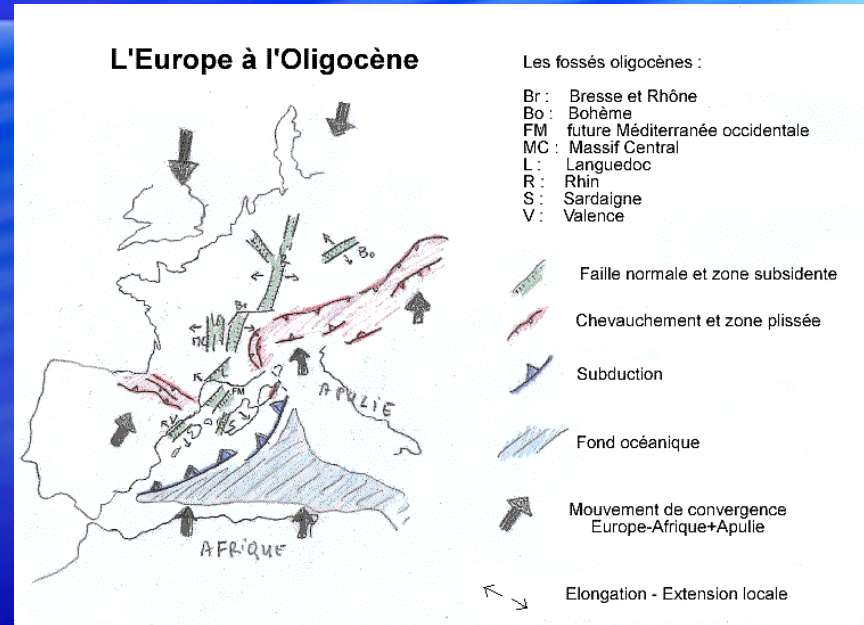 L'Europe à l'Oligocène
Les fossés oligocènes :
Br : Bresse et Rhône
Bo : Bohème
FM future Méditerranée occidentale
MC : Massif Central
L : Languedoc
R : Rhin
S : Sardaigne
V : Valence
Faille normale et zone subsidente
Chevauchement et zone plissée
Subduction
Fond océanique
Mouvement de convergence
Europe-Afrique+Apulie
Elongation - Extension locale
R
Bo
Br
MC
L
FM
APULIE
V
S
AFRIQUE